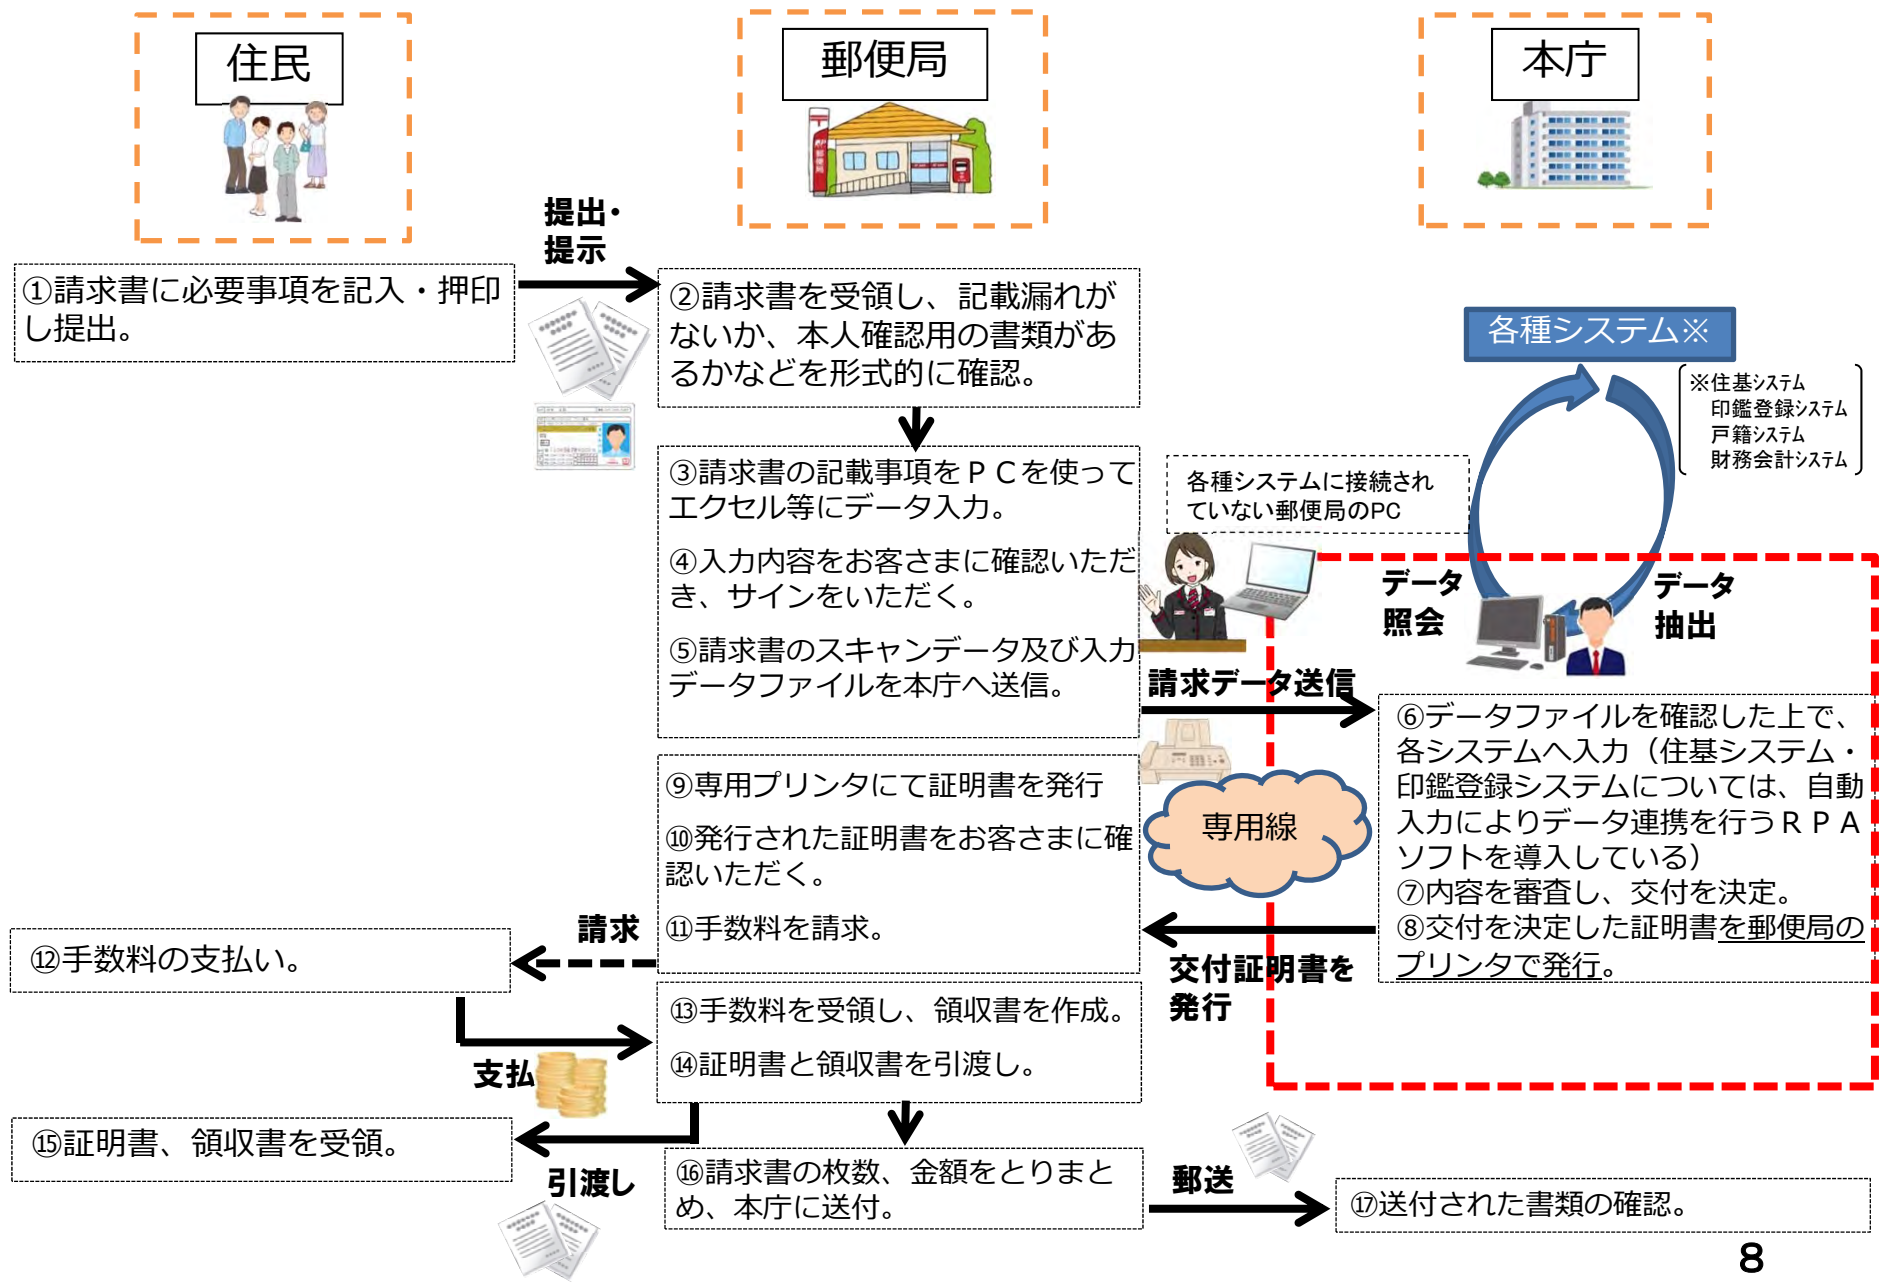 住民
郵便局
本庁
提出・
提示
①請求書に必要事項を記入・押印
し提出。
②請求書を受領し、記載漏れが
ないか、本人確認用の書類があ
るかなどを形式的に確認。
各種システム※
※住基システム
印鑑登録システム
戸籍システム
財務会計システム
③請求書の記載事項をＰＣを使って
エクセル等にデータ入力。
④入力内容をお客さまに確認いただ
き、サインをいただく。
⑤請求書のスキャンデータ及び入力
データファイルを本庁へ送信。
各種システムに接続され
ていない郵便局のPC
データ
照会
データ
抽出
請求データ送信
⑥データファイルを確認した上で、
各システムへ入力（住基システム・
印鑑登録システムについては、自動
入力によりデータ連携を行うＲＰＡ
ソフトを導入している）
⑦内容を審査し、交付を決定。
⑧交付を決定した証明書を郵便局の
プリンタで発行。
専用線
交付証明書を
発行
⑨専用プリンタにて証明書を発行
⑩発行された証明書をお客さまに確
認いただく。
⑪手数料を請求。
請求
⑫手数料の支払い。
支払
⑬手数料を受領し、領収書を作成。
⑭証明書と領収書を引渡し。
引渡し
⑮証明書、領収書を受領。
⑯請求書の枚数、金額をとりまと
め、本庁に送付。
郵送
⑰送付された書類の確認。
8